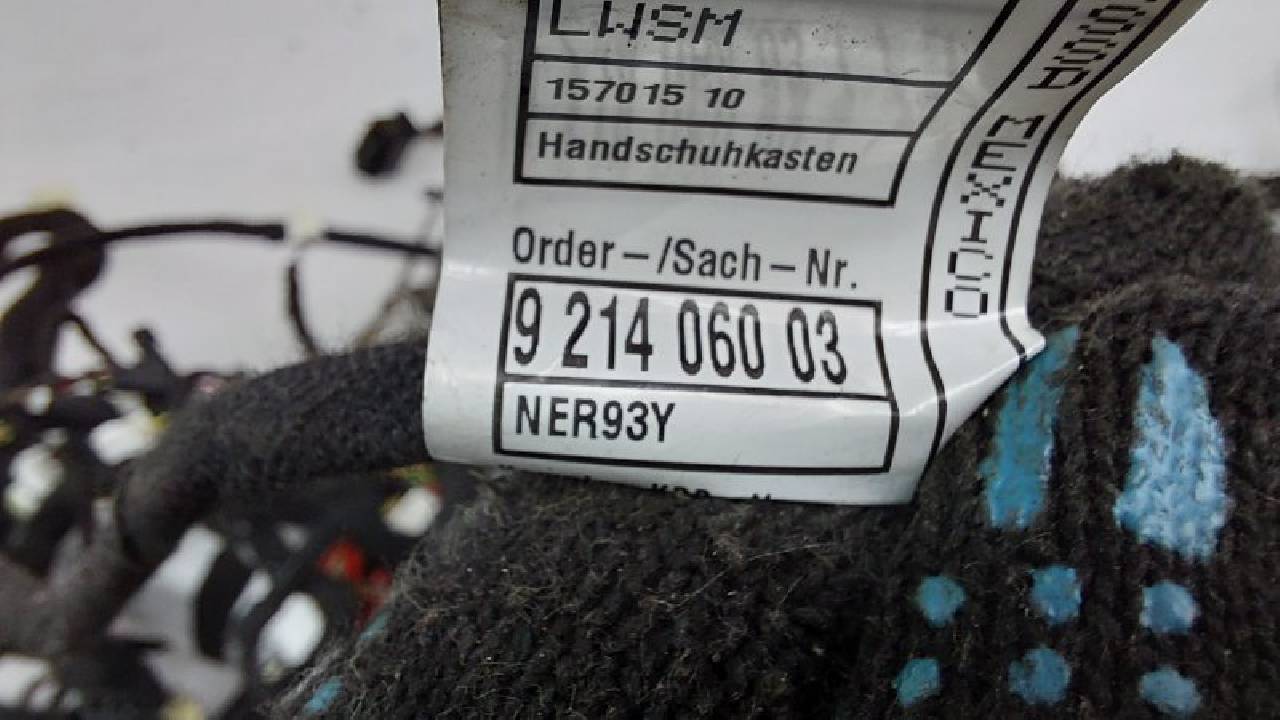 LWSM
157015 10
Handschuhkasten
Order-/Sach-Nr.
9 214 060 03
NER93Y
MEXICO